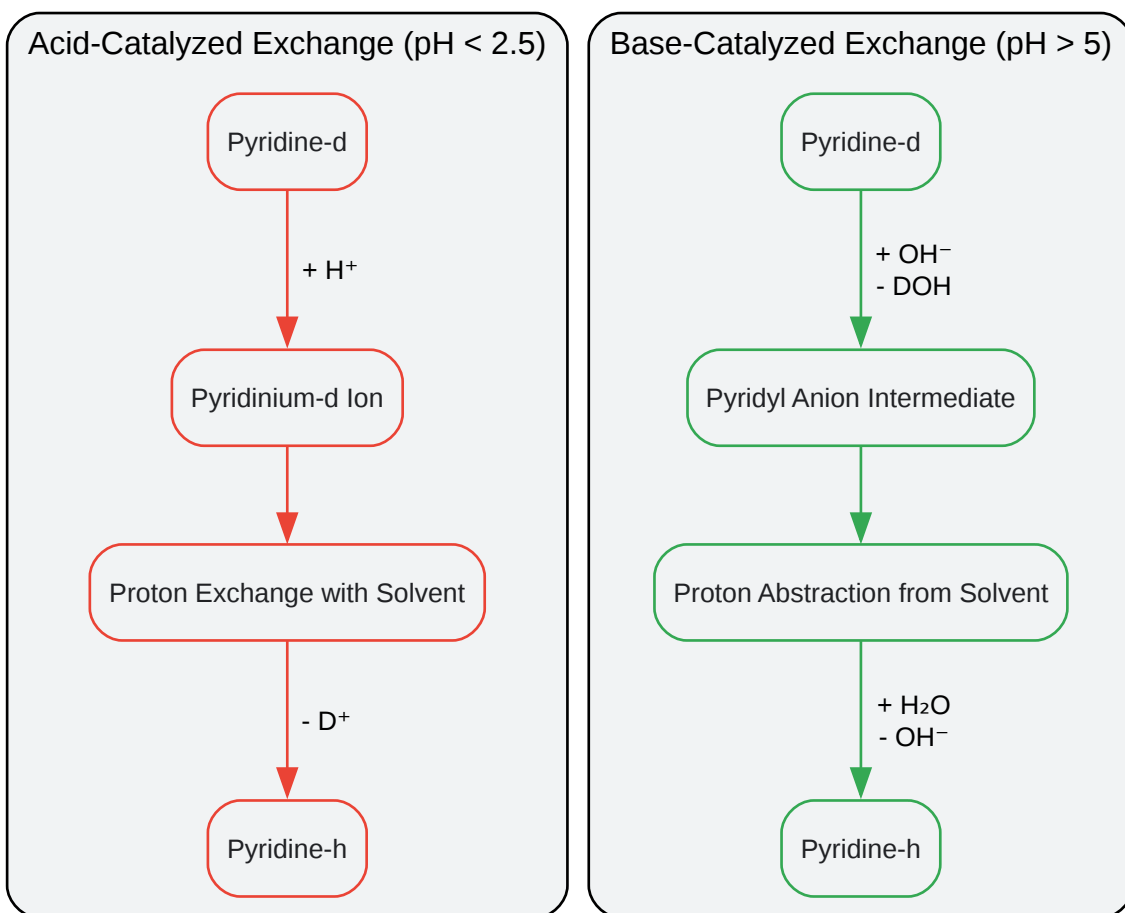 Acid-Catalyzed Exchange (pH < 2.5)
Pyridine-d
+ H⁺
Pyridinium-d Ion
Proton Exchange with Solvent
- D⁺
Pyridine-h
Base-Catalyzed Exchange (pH > 5)
Pyridine-d
+ OH⁻
- DOH
Pyridyl Anion Intermediate
Proton Abstraction from Solvent
+ H₂O
- OH⁻
Pyridine-h